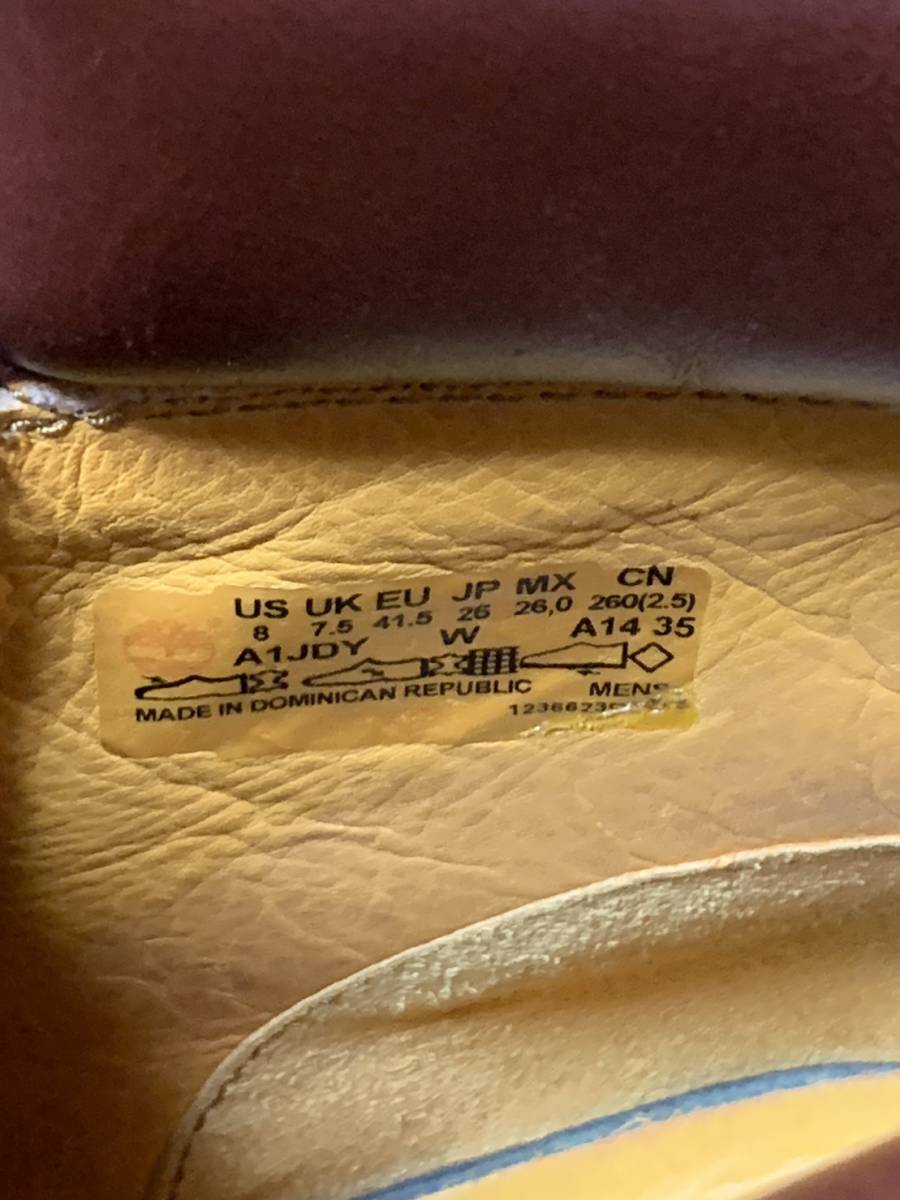 US UK EU JP MX CN
8 7.5 41.5 26 26,0 260(2.5)
A1JDY W A14 35
MADE IN DOMINICAN REPUBLIC MENS